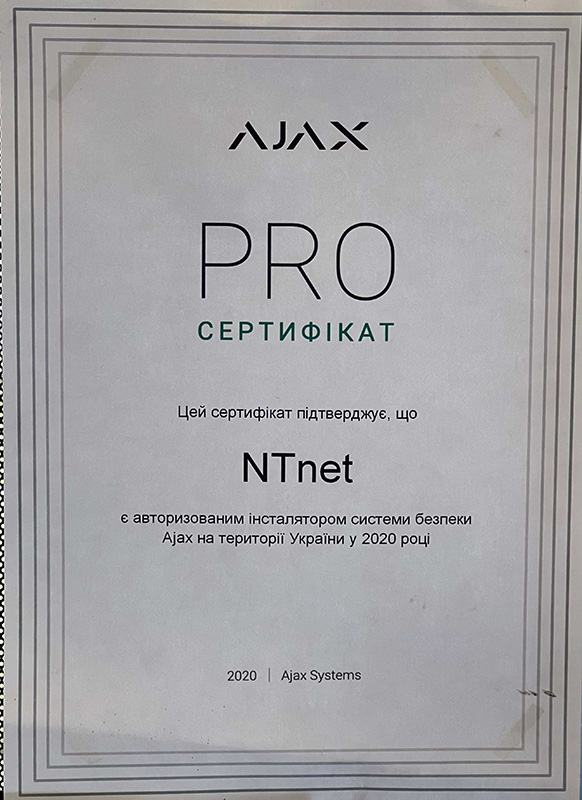 AJAX
PRO
СЕРТИФІКАТ
Цей сертифікат підтверджує, що
NTnet
є авторизованим інсталятором системи безпеки
Ajax на території України у 2020 році
2020 | Ajax Systems